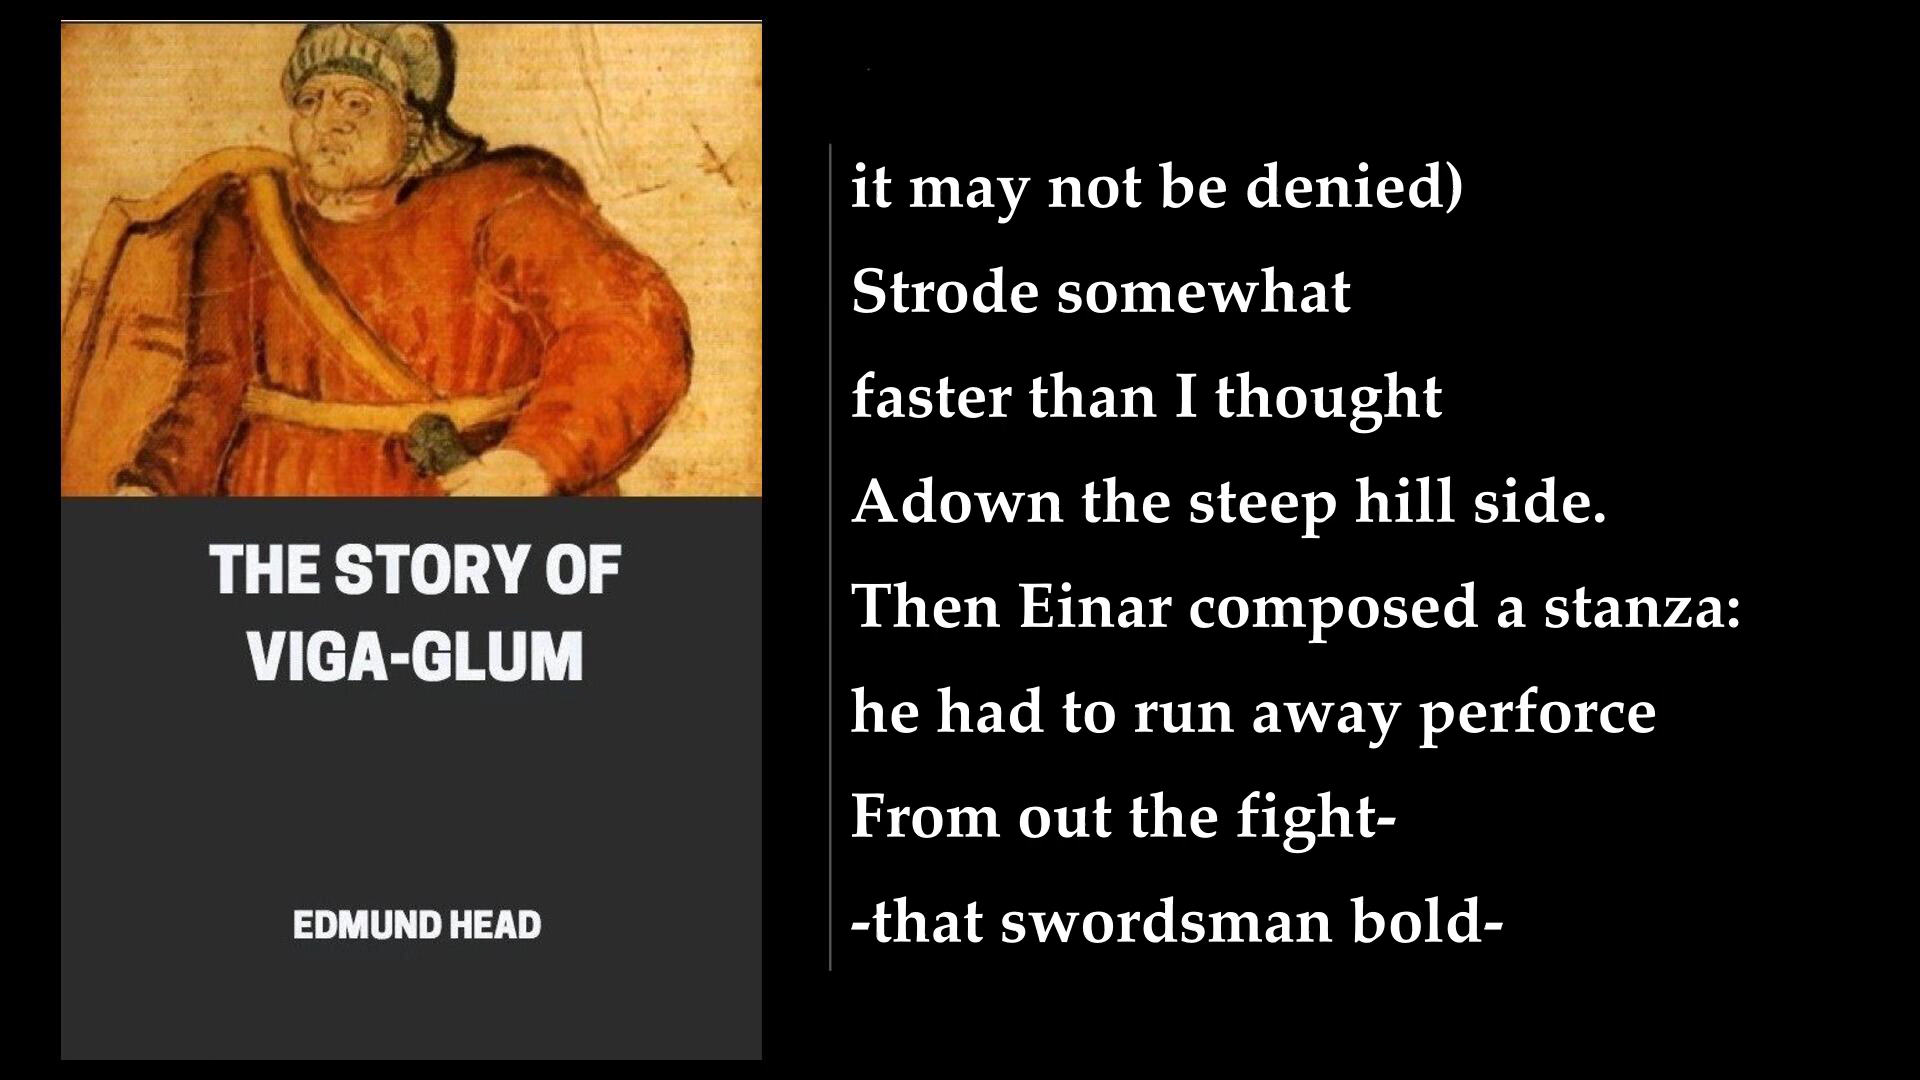 THE STORY OF
VIGA-GLUM
EDMUND HEAD
it may not be denied)
Strode somewhat
faster than I thought
Adown the steep hill side.
Then Einar composed a stanza:
he had to run away perforce
From out the fight-
-that swordsman bold-